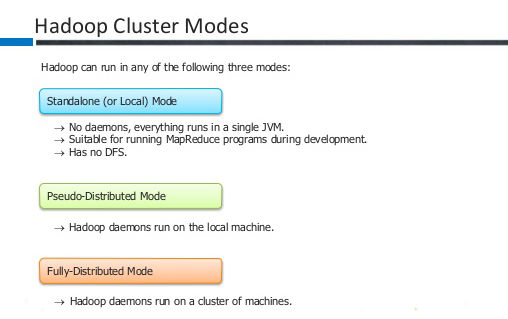 Hadoop Cluster Modes
Hadoop can run in any of the following three modes:
Standalone (or Local) Mode
→ No daemons, everything runs in a single JVM.
→ Suitable for running MapReduce programs during development.
→ Has no DFS.
Pseudo-Distributed Mode
→ Hadoop daemons run on the local machine.
Fully-Distributed Mode
→ Hadoop daemons run on a cluster of machines.